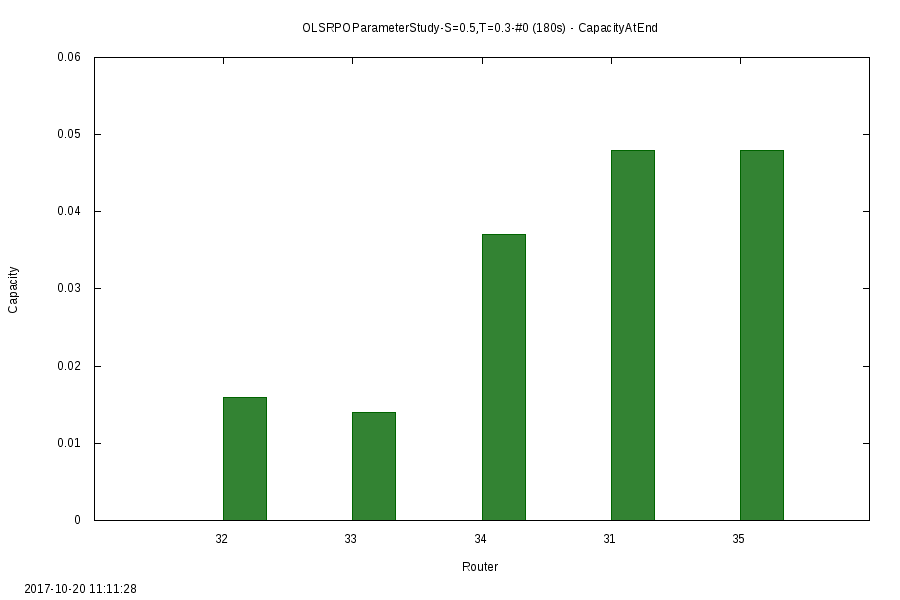 OLSRPOParameterStudy-S=0.5,T=0.3-#0 (180s) - CapacityAtEnd
0.06
0.05
0.04
0.03
0.02
0.01
0
Capacity
32 33 34 31 35
Router
2017-10-20 11:11:28